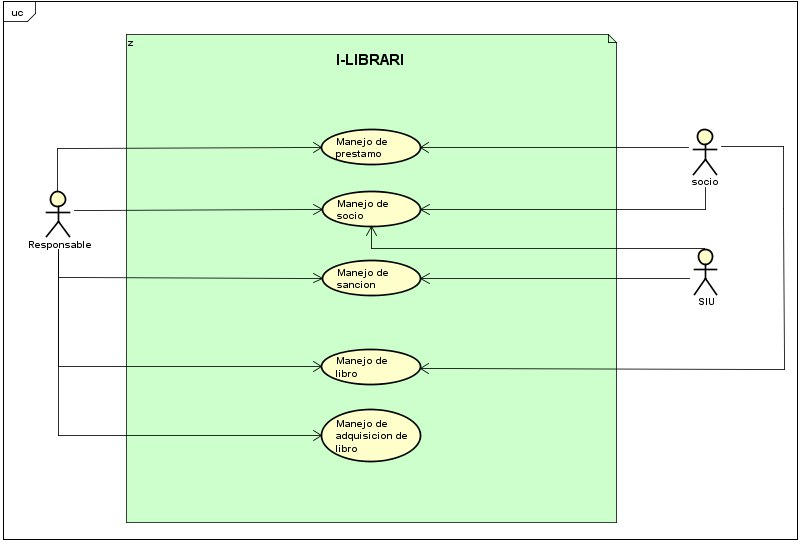 uc
z
I-LIBRARI
Manejo de
prestamo
socio
Manejo de
socio
Responsable
Manejo de
sancion
SIU
Manejo de
libro
Manejo de
adquisicion de
libro